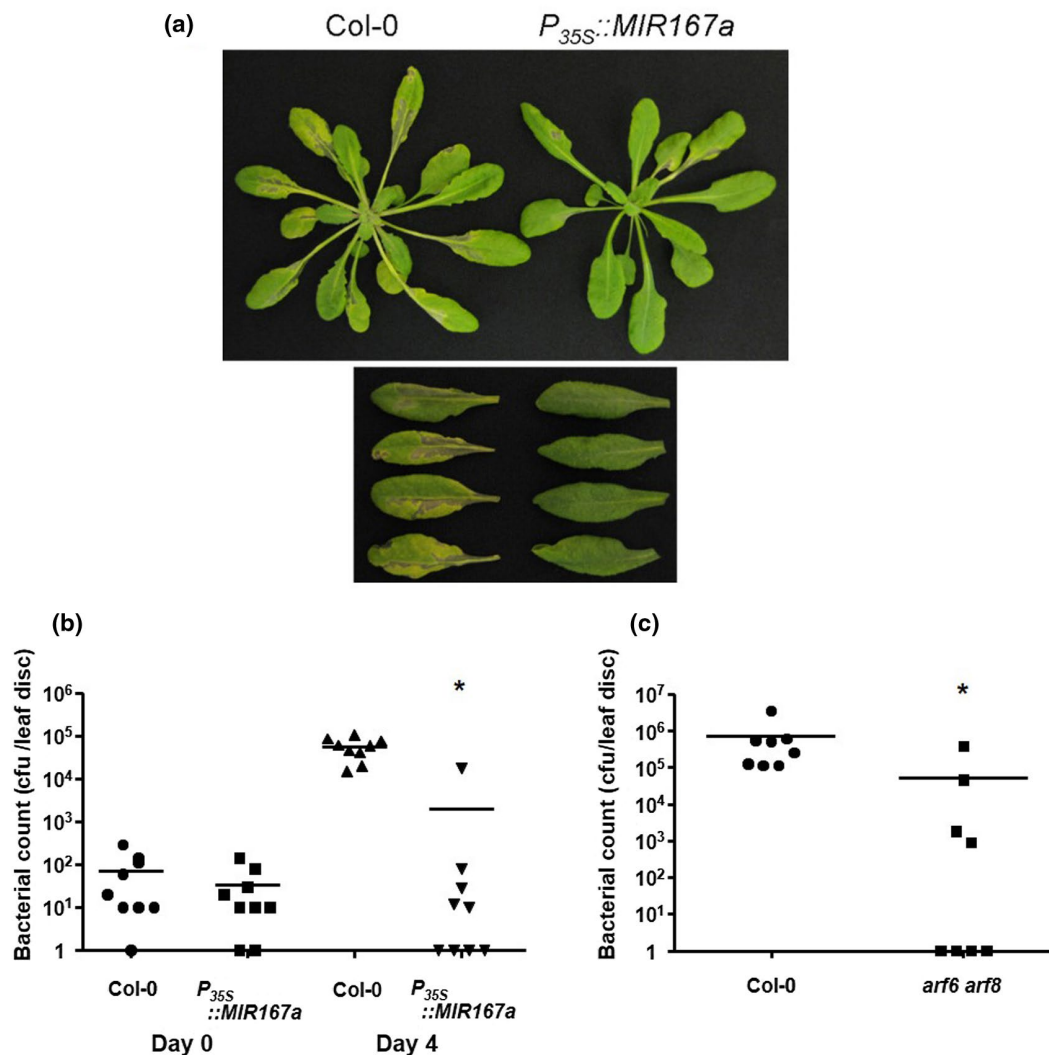 (a)
Col-0 P35S::MIR167a
(b)
Bacterial count (cfu /leaf disc)
10^6
10^5
10^4
10^3
10^2
10^1
1
*
Col-0 P35S ::MIR167a Col-0 P35S ::MIR167a
Day 0 Day 4
(c)
Bacterial count (cfu/leaf disc)
10^7
10^6
10^5
10^4
10^3
10^2
10^1
1
*
Col-0 arf6 arf8